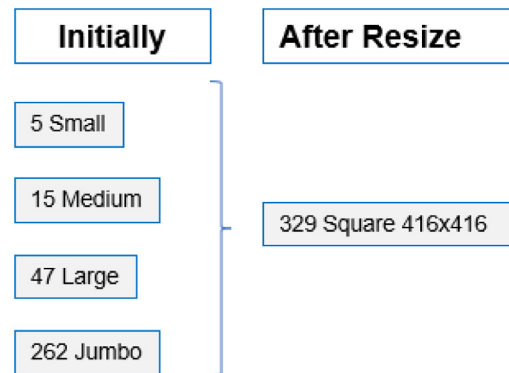 Initially
After Resize
5 Small
15 Medium
47 Large
262 Jumbo
329 Square 416x416